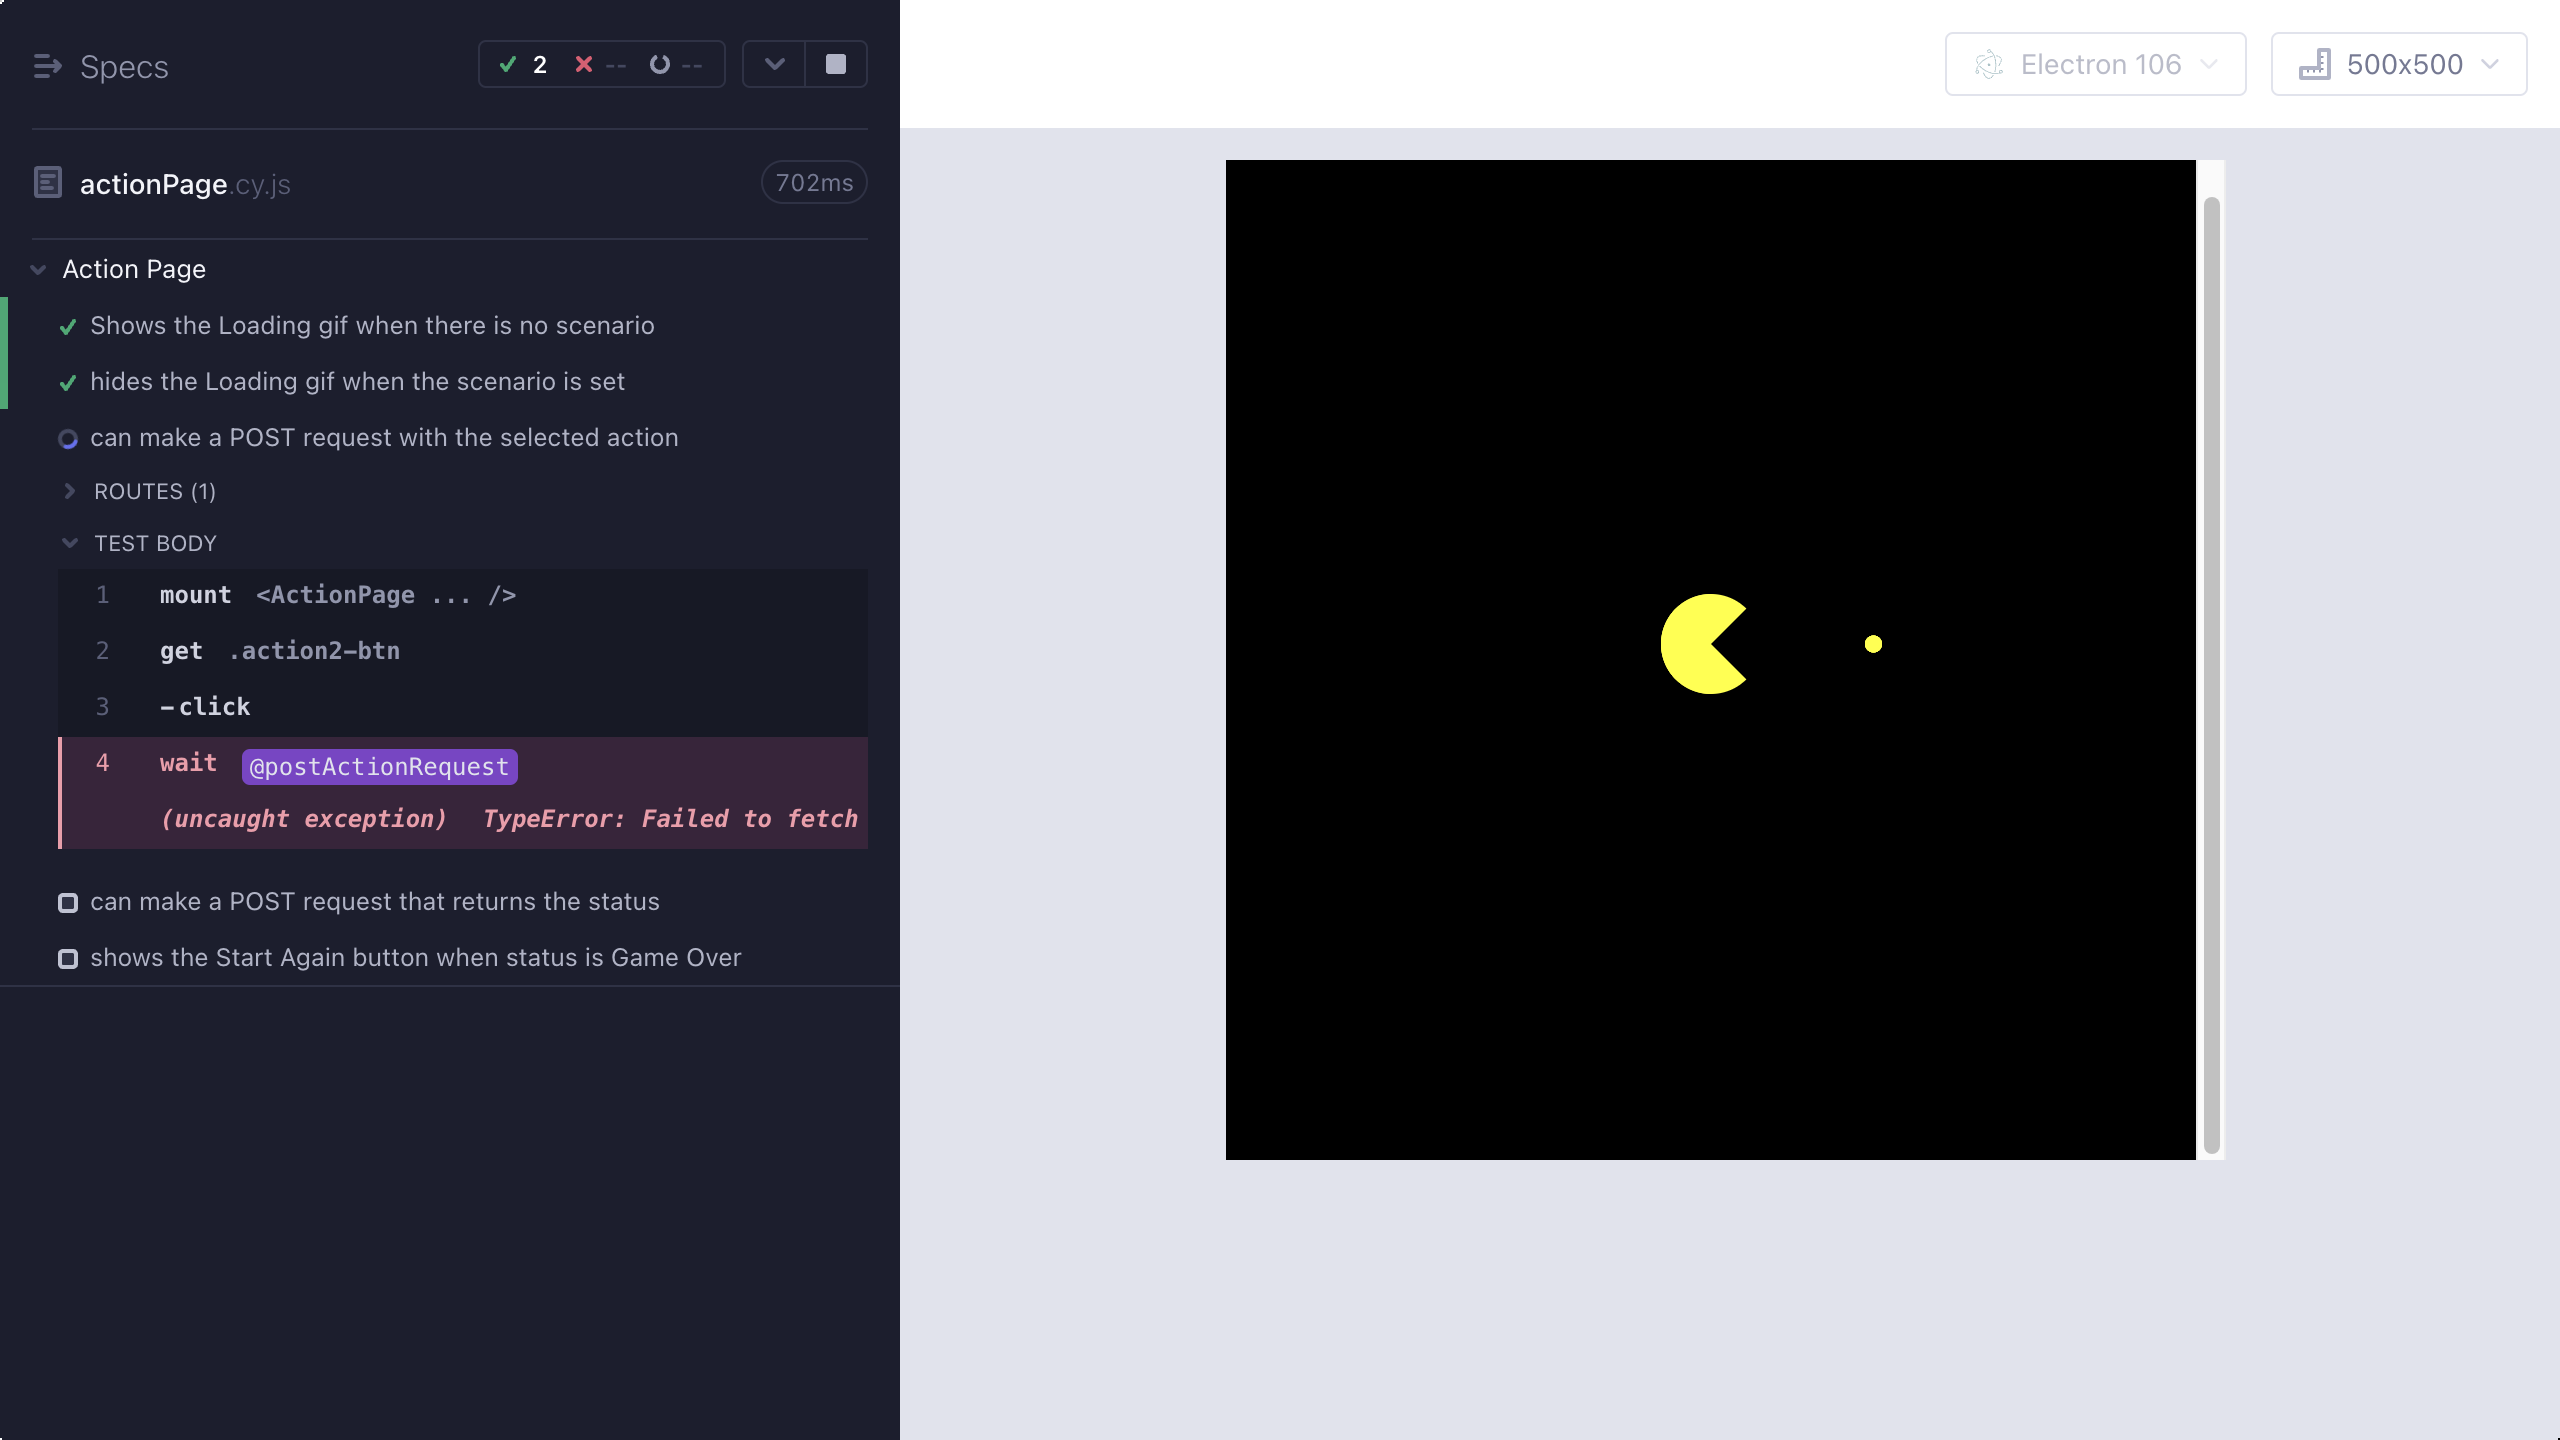 Specs
2 -- --
Electron 106
500x500
actionPage.cy.js
702ms
Action Page
Shows the Loading gif when there is no scenario
hides the Loading gif when the scenario is set
can make a POST request with the selected action
ROUTES (1)
TEST BODY
1 mount <ActionPage ... />
2 get .action2-btn
3 -click
4 wait @postActionRequest
(uncaught exception) TypeError: Failed to fetch
can make a POST request that returns the status
shows the Start Again button when status is Game Over